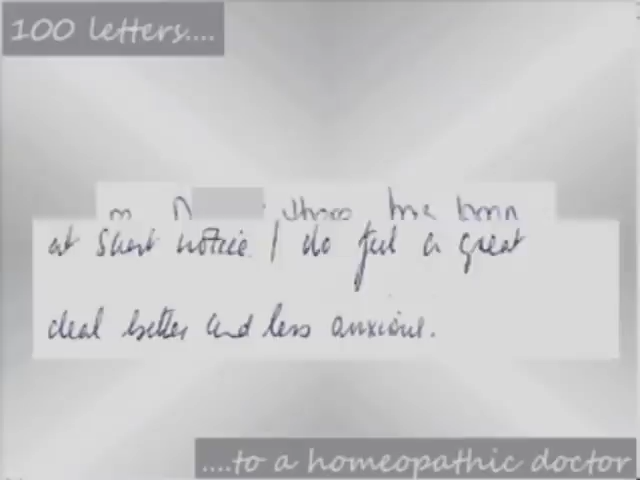 100 letters....
at short notice. I do feel a great
deal better and less anxious.
....to a homeopathic doctor